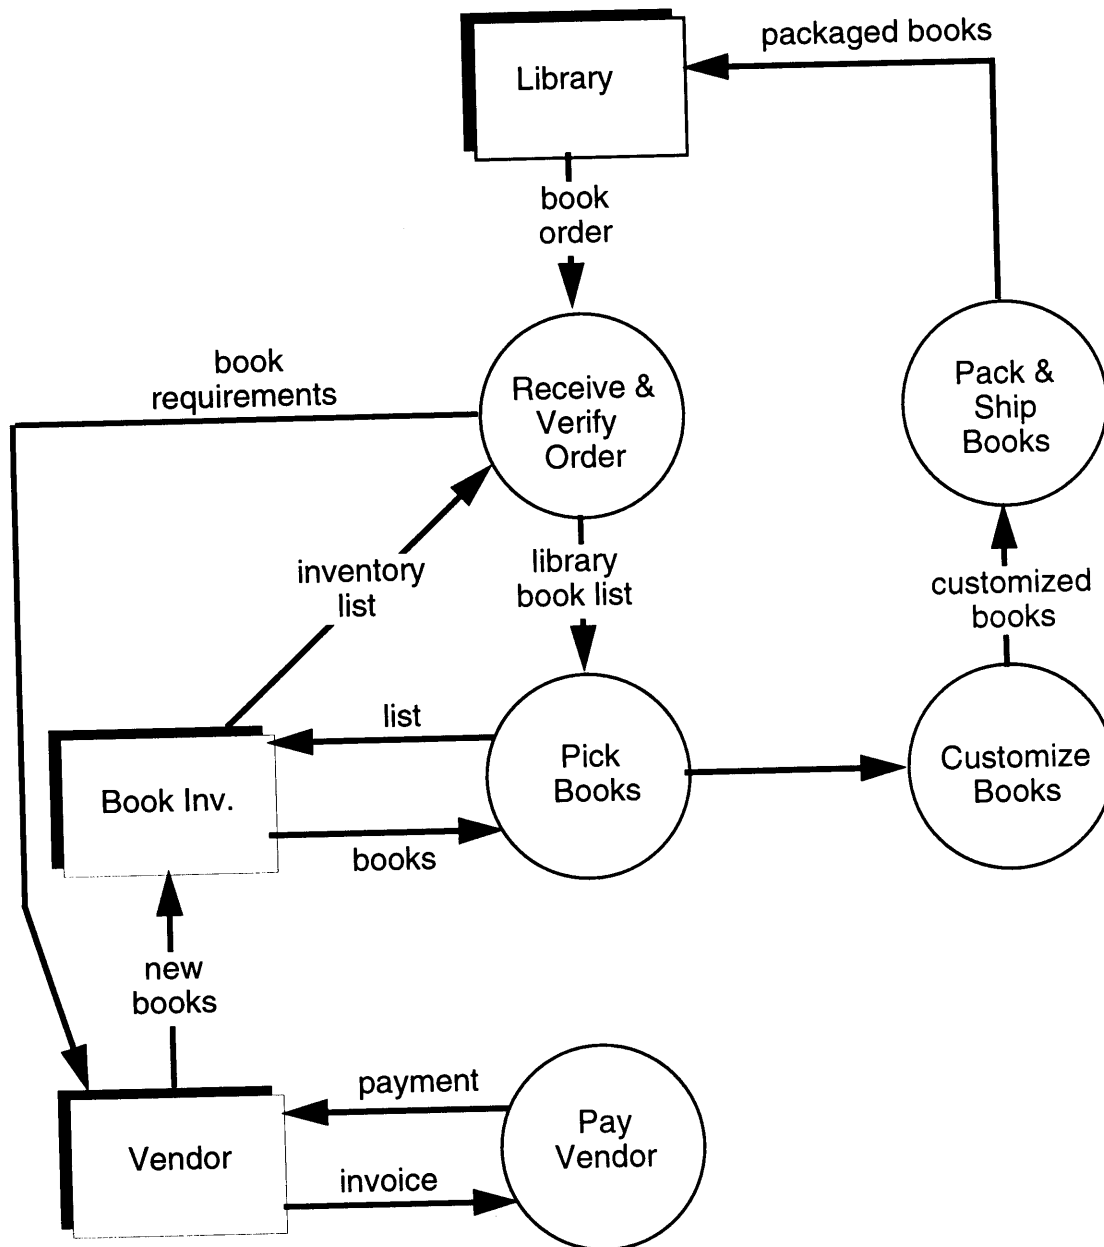 packaged books
Library
book
order
book
requirements
Receive &
Verify
Order
Pack &
Ship
Books
inventory
list
library
book list
customized
books
list
Pick
Books
Customize
Books
Book Inv.
books
new
books
payment
Pay
Vendor
Vendor
invoice